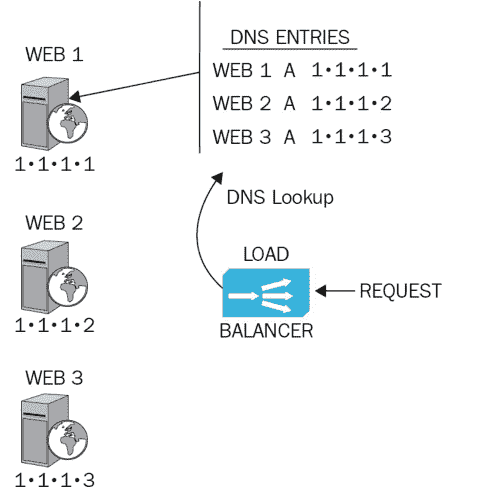 WEB 1
1•1•1•1
DNS ENTRIES
WEB 1 A 1•1•1•1
WEB 2 A 1•1•1•2
WEB 3 A 1•1•1•3
DNS Lookup
WEB 2
1•1•1•2
LOAD
BALANCER
REQUEST
WEB 3
1•1•1•3